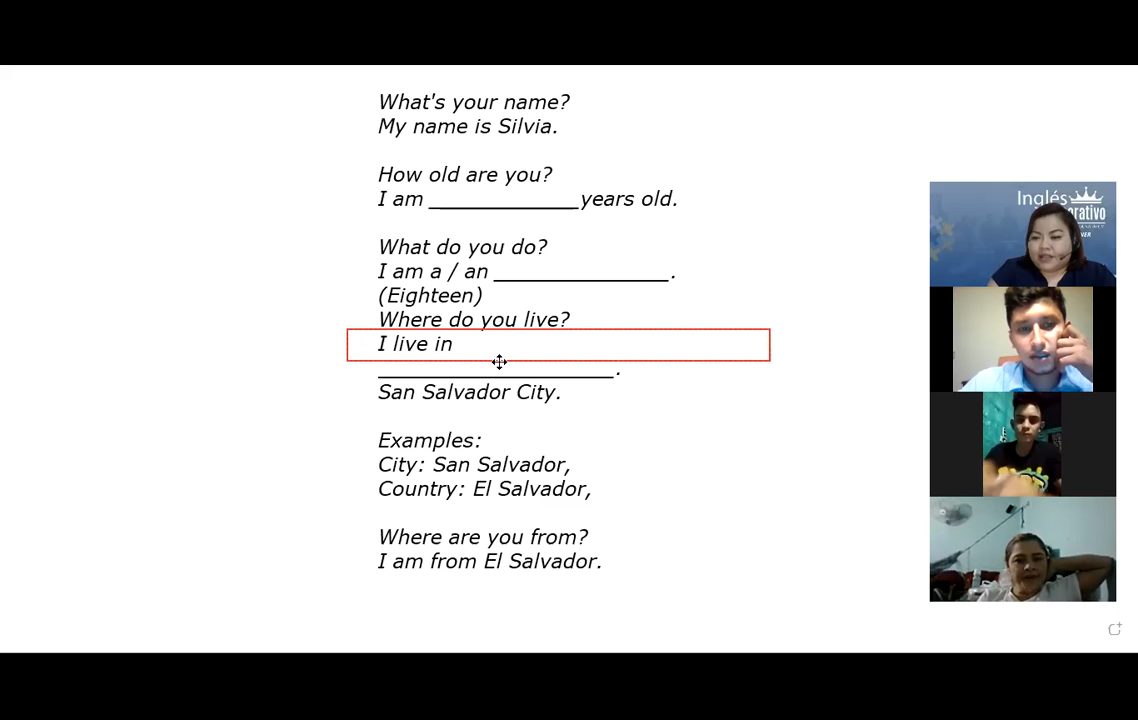 What's your name?
My name is Silvia.
How old are you?
I am _____________years old.
What do you do?
I am a / an _______________.
(Eighteen)
Where do you live?
I live in
____________________.
San Salvador City.
Examples:
City: San Salvador,
Country: El Salvador,
Where are you from?
I am from El Salvador.
Inglés